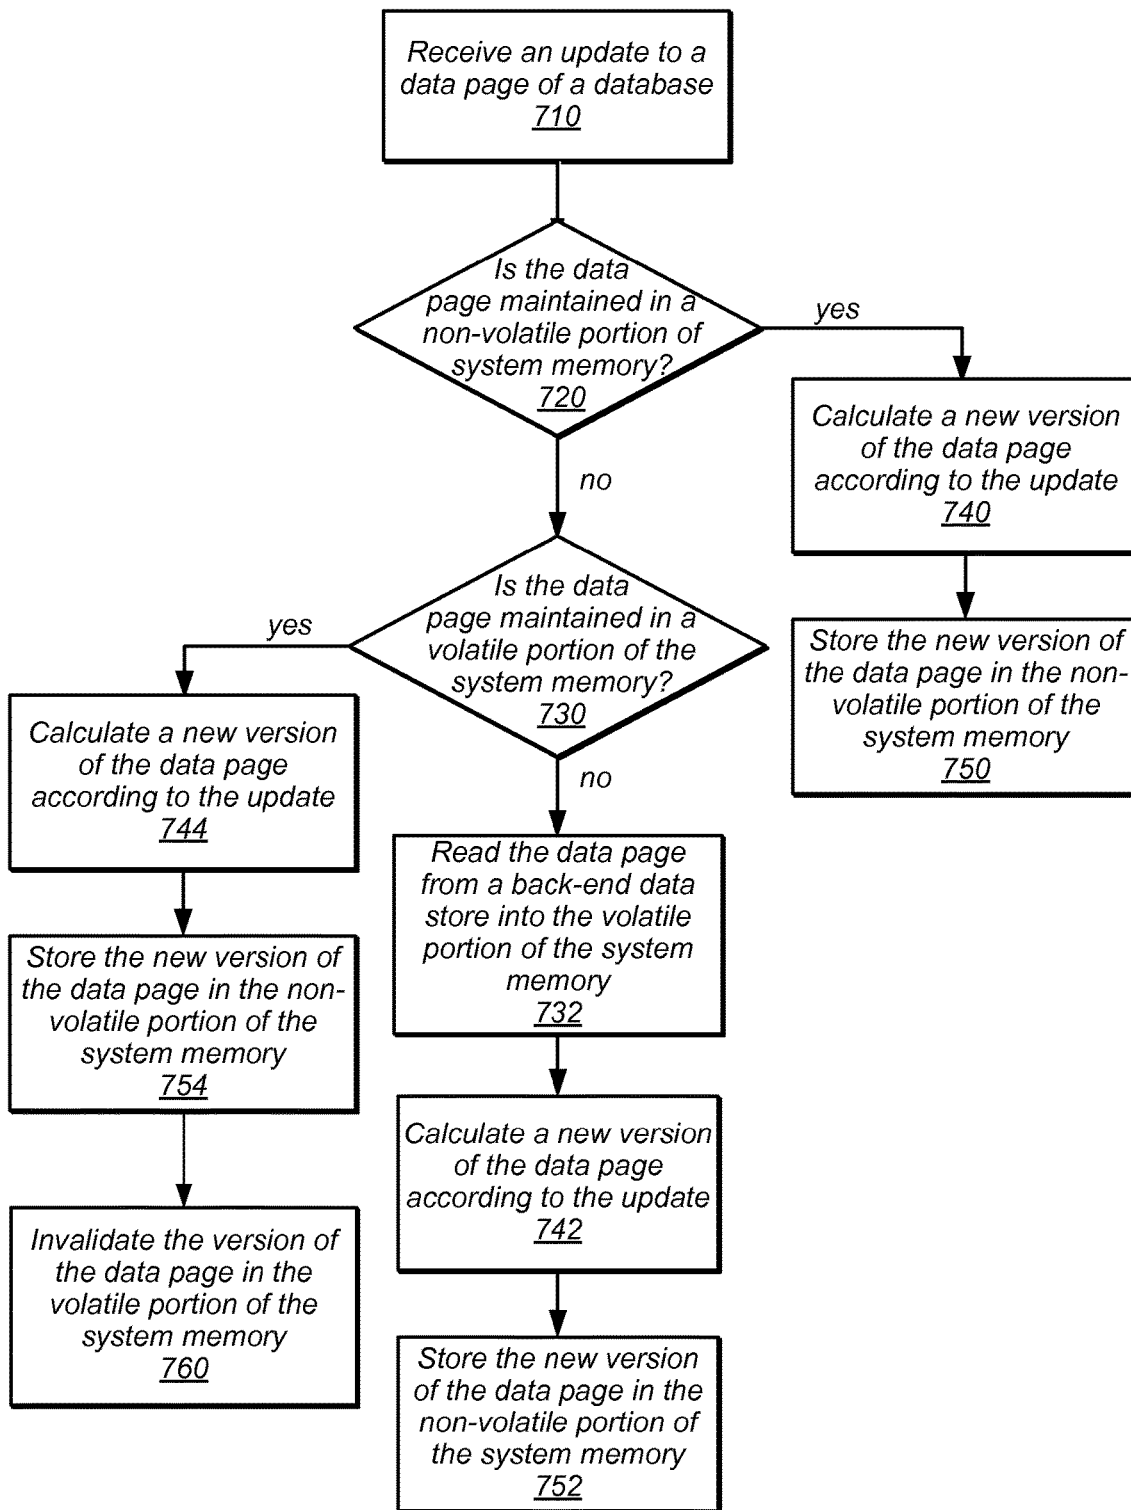 Receive an update to a
data page of a database
710
Is the data
page maintained in a
non-volatile portion of
system memory?
720
yes
no
Calculate a new version
of the data page
according to the update
740
Store the new version of
the data page in the non-
volatile portion of the
system memory
750
Is the data
page maintained in a
volatile portion of the
system memory?
730
yes
no
Calculate a new version
of the data page
according to the update
744
Store the new version of
the data page in the non-
volatile portion of the
system memory
754
Invalidate the version of
the data page in the
volatile portion of the
system memory
760
Read the data page
from a back-end data
store into the volatile
portion of the system
memory
732
Calculate a new version
of the data page
according to the update
742
Store the new version
of the data page in the
non-volatile portion of
the system memory
752